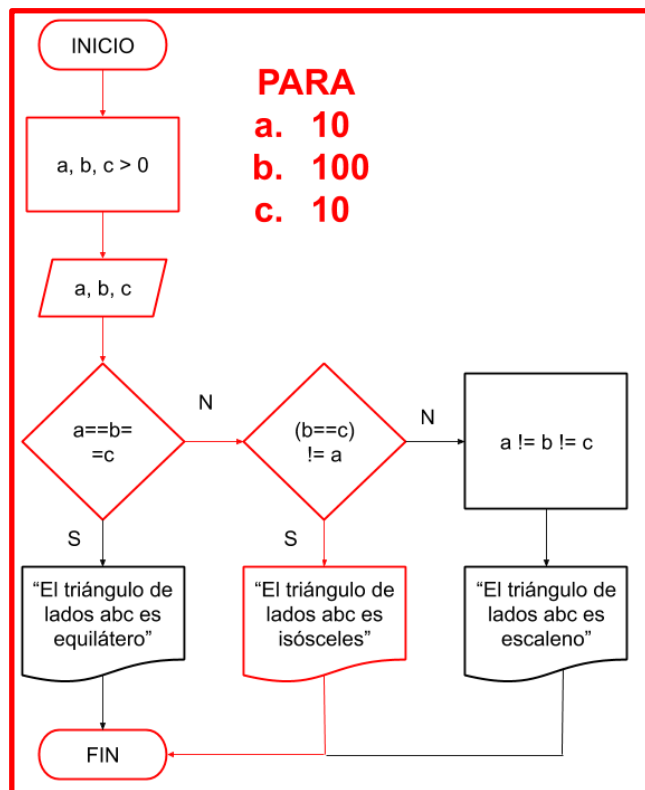 INICIO
PARA
a. 10
b. 100
c. 10
a, b, c > 0
a, b, c
a==b=
=c
N
(b==c)
!= a
N
a != b != c
S
S
“El triángulo de
lados abc es
equilátero”
“El triángulo de
lados abc es
isósceles”
“El triángulo de
lados abc es
escaleno”
FIN